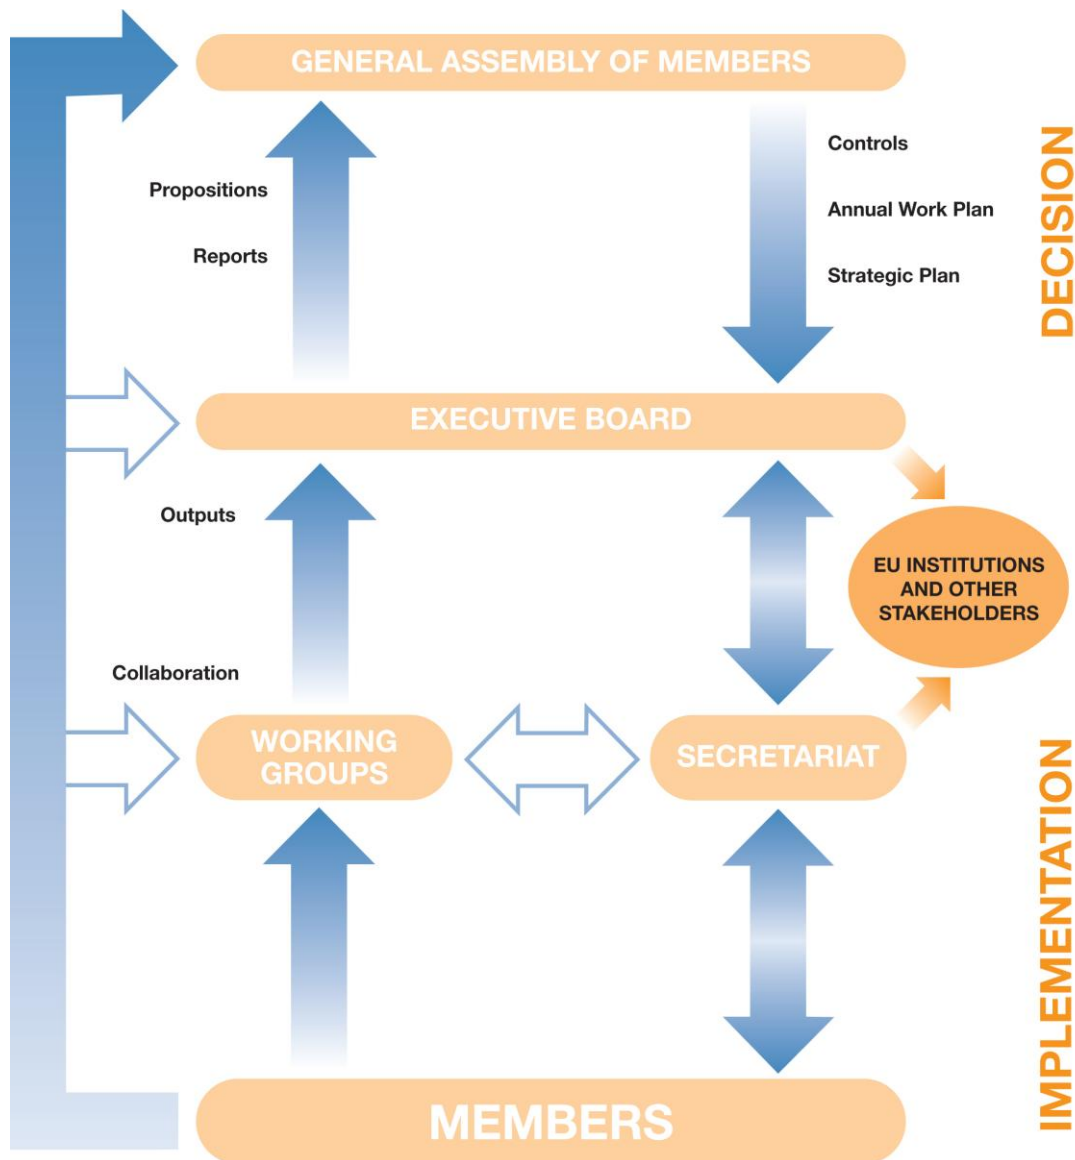 GENERAL ASSEMBLY OF MEMBERS
Controls
Propositions
Annual Work Plan
Reports
Strategic Plan
DECISION
EXECUTIVE BOARD
Outputs
EU INSTITUTIONS
AND OTHER
STAKEHOLDERS
Collaboration
WORKING
GROUPS
SECRETARIAT
IMPLEMENTATION
MEMBERS